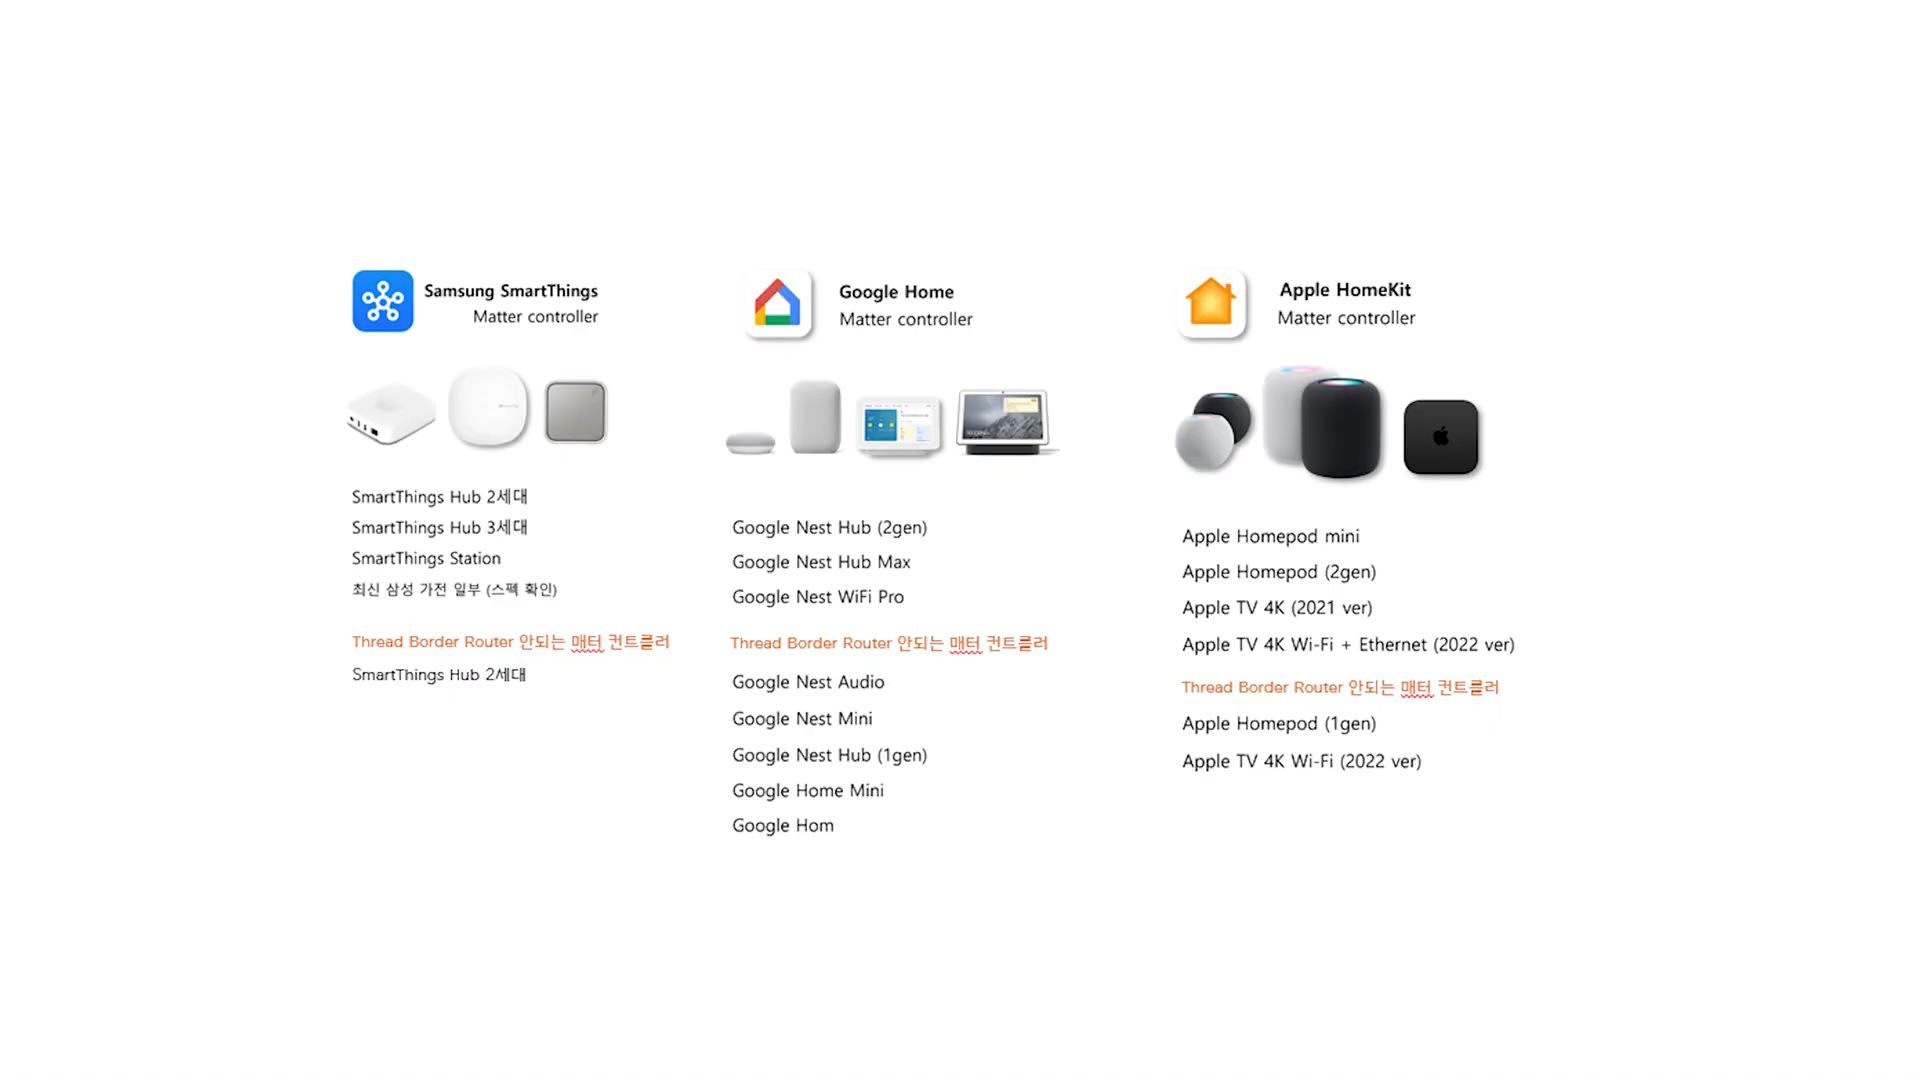 Samsung SmartThings
Matter controller
SmartThings Hub 2세대
SmartThings Hub 3세대
SmartThings Station
최신 삼성 가전 일부 (스펙 확인)
Thread Border Router 안되는 매터 컨트롤러
SmartThings Hub 2세대
Google Home
Matter controller
Google Nest Hub (2gen)
Google Nest Hub Max
Google Nest WiFi Pro
Thread Border Router 안되는 매터 컨트롤러
Google Nest Audio
Google Nest Mini
Google Nest Hub (1gen)
Google Home Mini
Google Hom
Apple HomeKit
Matter controller
Apple Homepod mini
Apple Homepod (2gen)
Apple TV 4K (2021 ver)
Apple TV 4K Wi-Fi + Ethernet (2022 ver)
Thread Border Router 안되는 매터 컨트롤러
Apple Homepod (1gen)
Apple TV 4K Wi-Fi (2022 ver)